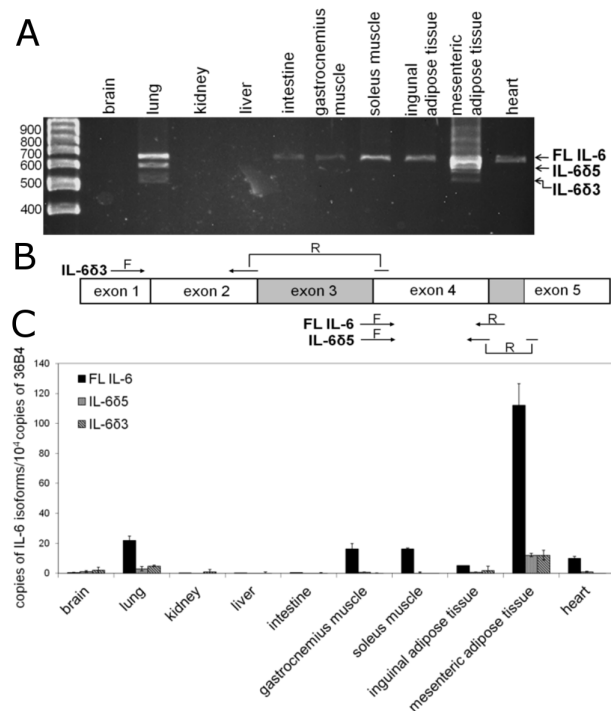 A
brain
lung
kidney
liver
intestine
gastrocnemius
muscle
soleus muscle
ingunal
adipose tissue
mesenteric
adipose tissue
heart
900
800
700
600
500
400
FL IL-6
IL-6δ5
IL-6δ3
B
IL-6δ3
F
R
exon 1
exon 2
exon 3
exon 4
exon 5
FL IL-6
F
R
IL-6δ5
F
R
C
copies of IL-6 isoforms/10⁴copies of 36B4
140
120
100
80
60
40
20
0
FL IL-6
IL-6δ5
IL-6δ3
brain
lung
kidney
liver
intestine
gastrocnemius muscle
soleus muscle
inguinal adipose tissue
mesenteric adipose tissue
heart